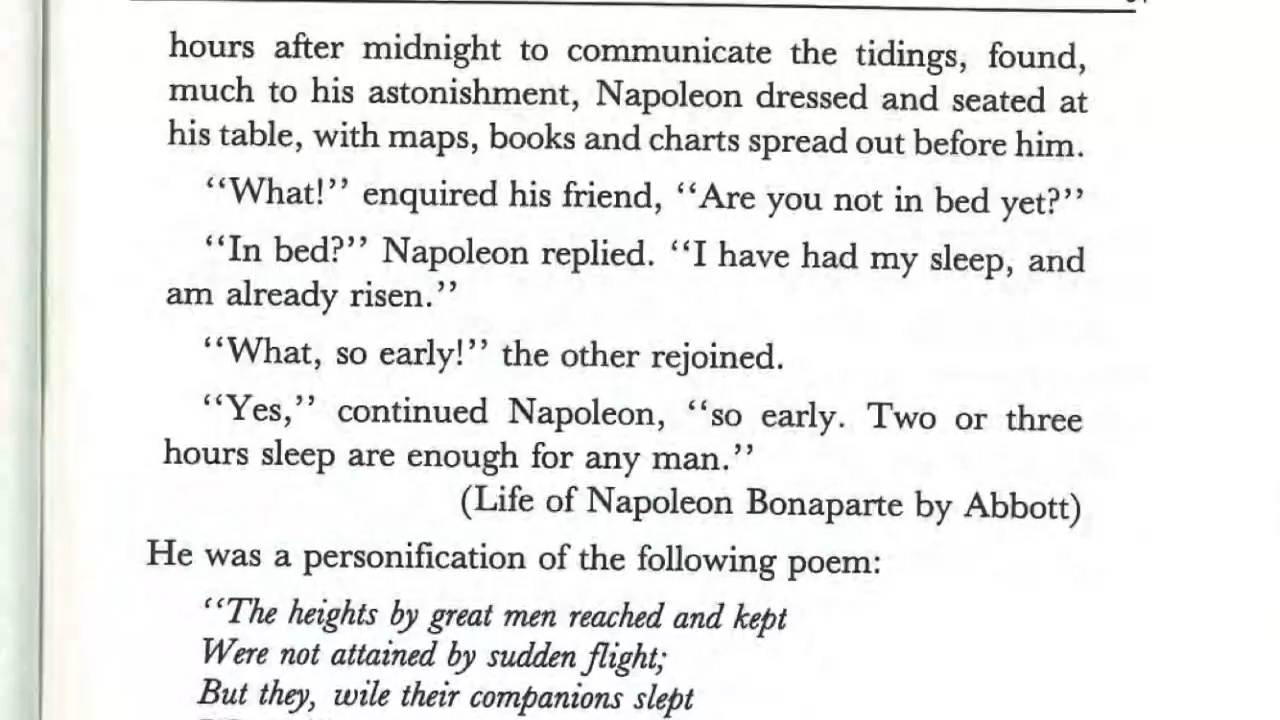 hours after midnight to communicate the tidings, found,
much to his astonishment, Napoleon dressed and seated at
his table, with maps, books and charts spread out before him.
‘‘What!’’ enquired his friend, ‘‘Are you not in bed yet?’’
‘‘In bed?’’ Napoleon replied. ‘‘I have had my sleep, and
am already risen.’’
‘‘What, so early!’’ the other rejoined.
‘‘Yes,’’ continued Napoleon, ‘‘so early. Two or three
hours sleep are enough for any man.’’
(Life of Napoleon Bonaparte by Abbott)
He was a personification of the following poem:
‘‘The heights by great men reached and kept
Were not attained by sudden flight;
But they, wile their companions slept